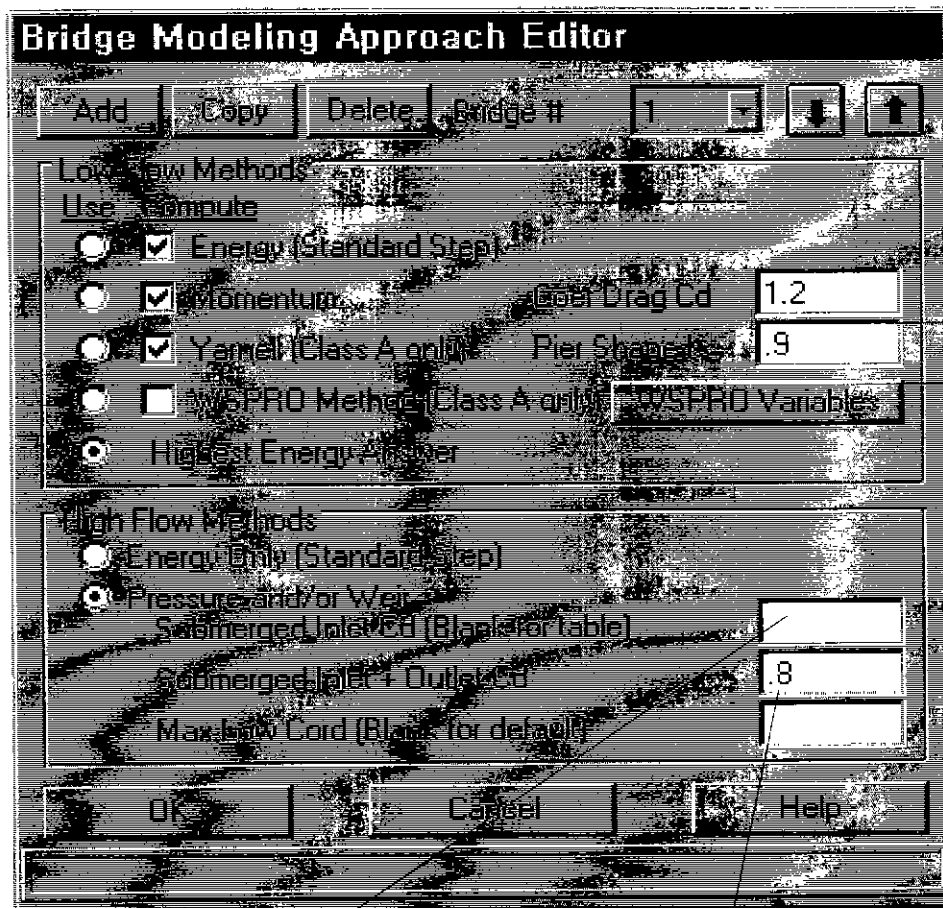 Bridge Modeling Approach Editor
Add Copy Delete Bridge # 1
Low Flow Methods
Use Compute
Energy (Standard Step)
Momentum Coef Drag Cd 1.2
Yarnell (Class A only) Pier Shape .9
WSPRO Method (Class A only) WSPRO Variables
Highest Energy Answer
High Flow Methods
Energy Only (Standard Step)
Pressure and/or Weir
Submerged Inlet Cd (Blank for table)
Submerged Inlet + Outlet Cd .8
Max Low Cord (Blank for default)
OK Cancel Help